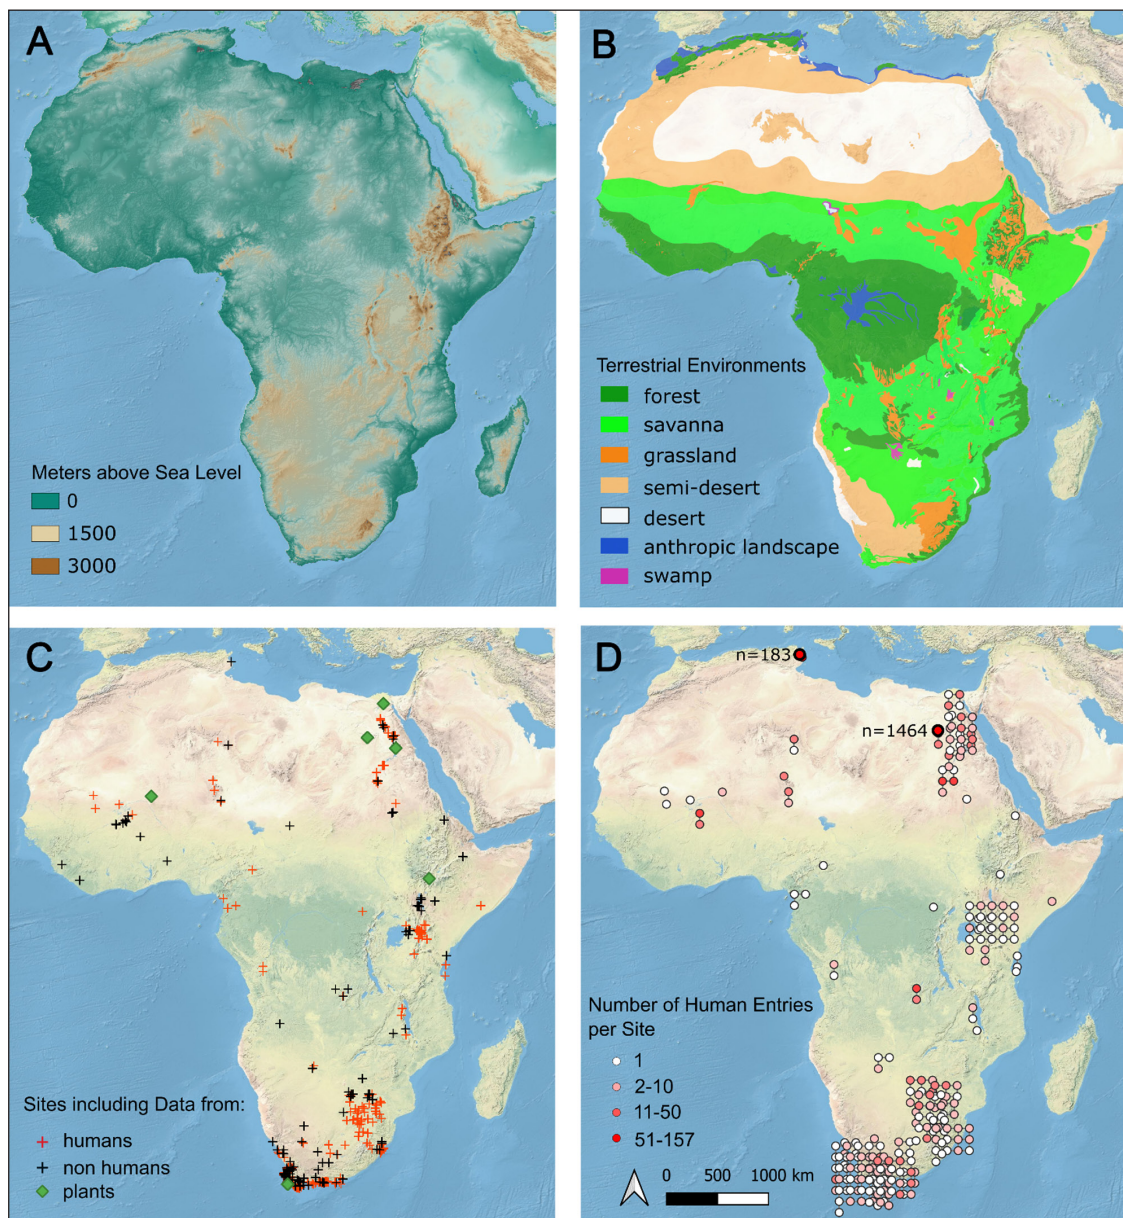 A
Meters above Sea Level
0
1500
3000
B
Terrestrial Environments
forest
savanna
grassland
semi-desert
desert
anthropic landscape
swamp
C
Sites including Data from:
humans
non humans
plants
D
n=183
n=1464
Number of Human Entries
per Site
1
2-10
11-50
51-157
0 500 1000 km